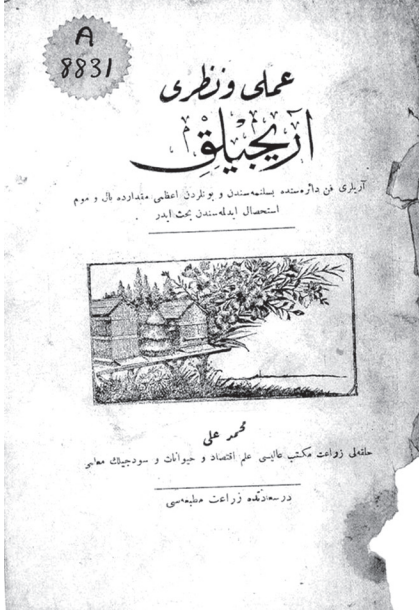 A
8831
عملی و نظری
آریجیلق
آریلری فن دائره‌سنده بسلنمه‌سندن و بونلردن اعظمی مقدارده بال و موم
استحصال ایدلمه‌سندن بحث ایدر
محمد علی
حلقه‌لی زراعت مکتب عالیسی علم اقتصاد و حیوانات و سودجیلك معلمی
درسعادتده زراعت مطبعه‌سی